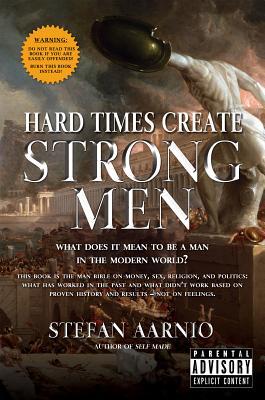 WARNING:
DO NOT READ THIS
BOOK IF YOU ARE
EASILY OFFENDED!
BURN THIS BOOK
INSTEAD!
HARD TIMES CREATE
STRONG
MEN
WHAT DOES IT MEAN TO BE A MAN
IN THE MODERN WORLD?
THIS BOOK IS THE MAN BIBLE ON MONEY, SEX, RELIGION, AND POLITICS:
WHAT HAS WORKED IN THE PAST AND WHAT DIDN'T WORK BASED ON
PROVEN HISTORY AND RESULTS—NOT ON FEELINGS.
STEFAN AARNIO
AUTHOR OF SELF MADE
PARENTAL
ADVISORY
EXPLICIT CONTENT